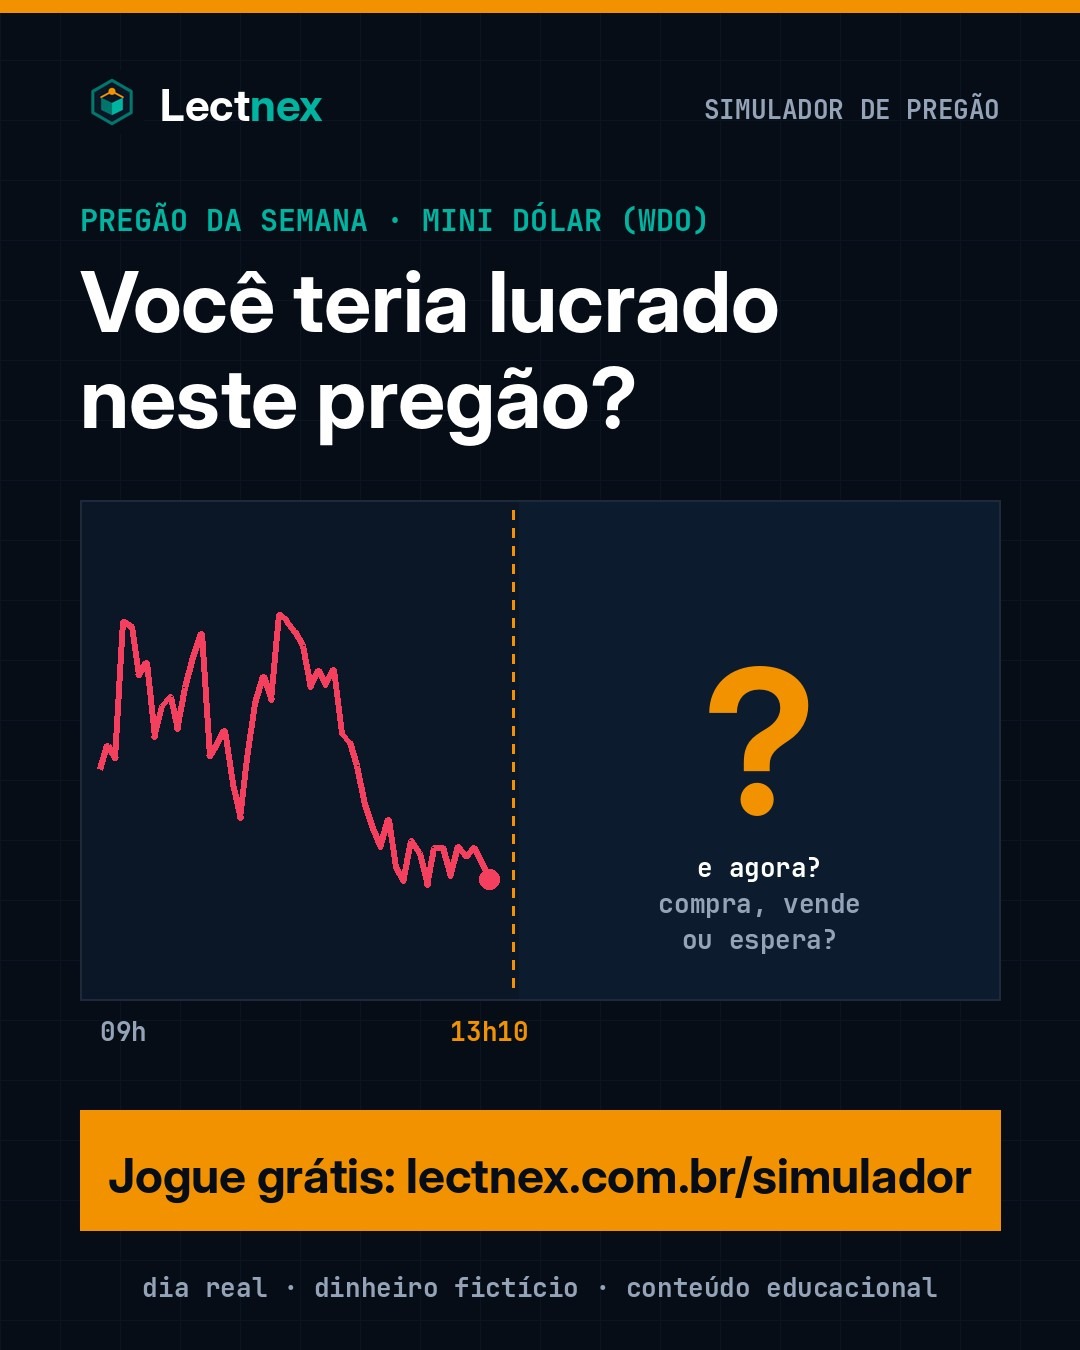 Lectnex
SIMULADOR DE PREGÃO
PREGÃO DA SEMANA · MINI DÓLAR (WDO)
Você teria lucrado
neste pregão?
?
e agora?
compra, vende
ou espera?
09h
13h10
Jogue grátis: lectnex.com.br/simulador
dia real · dinheiro fictício · conteúdo educacional